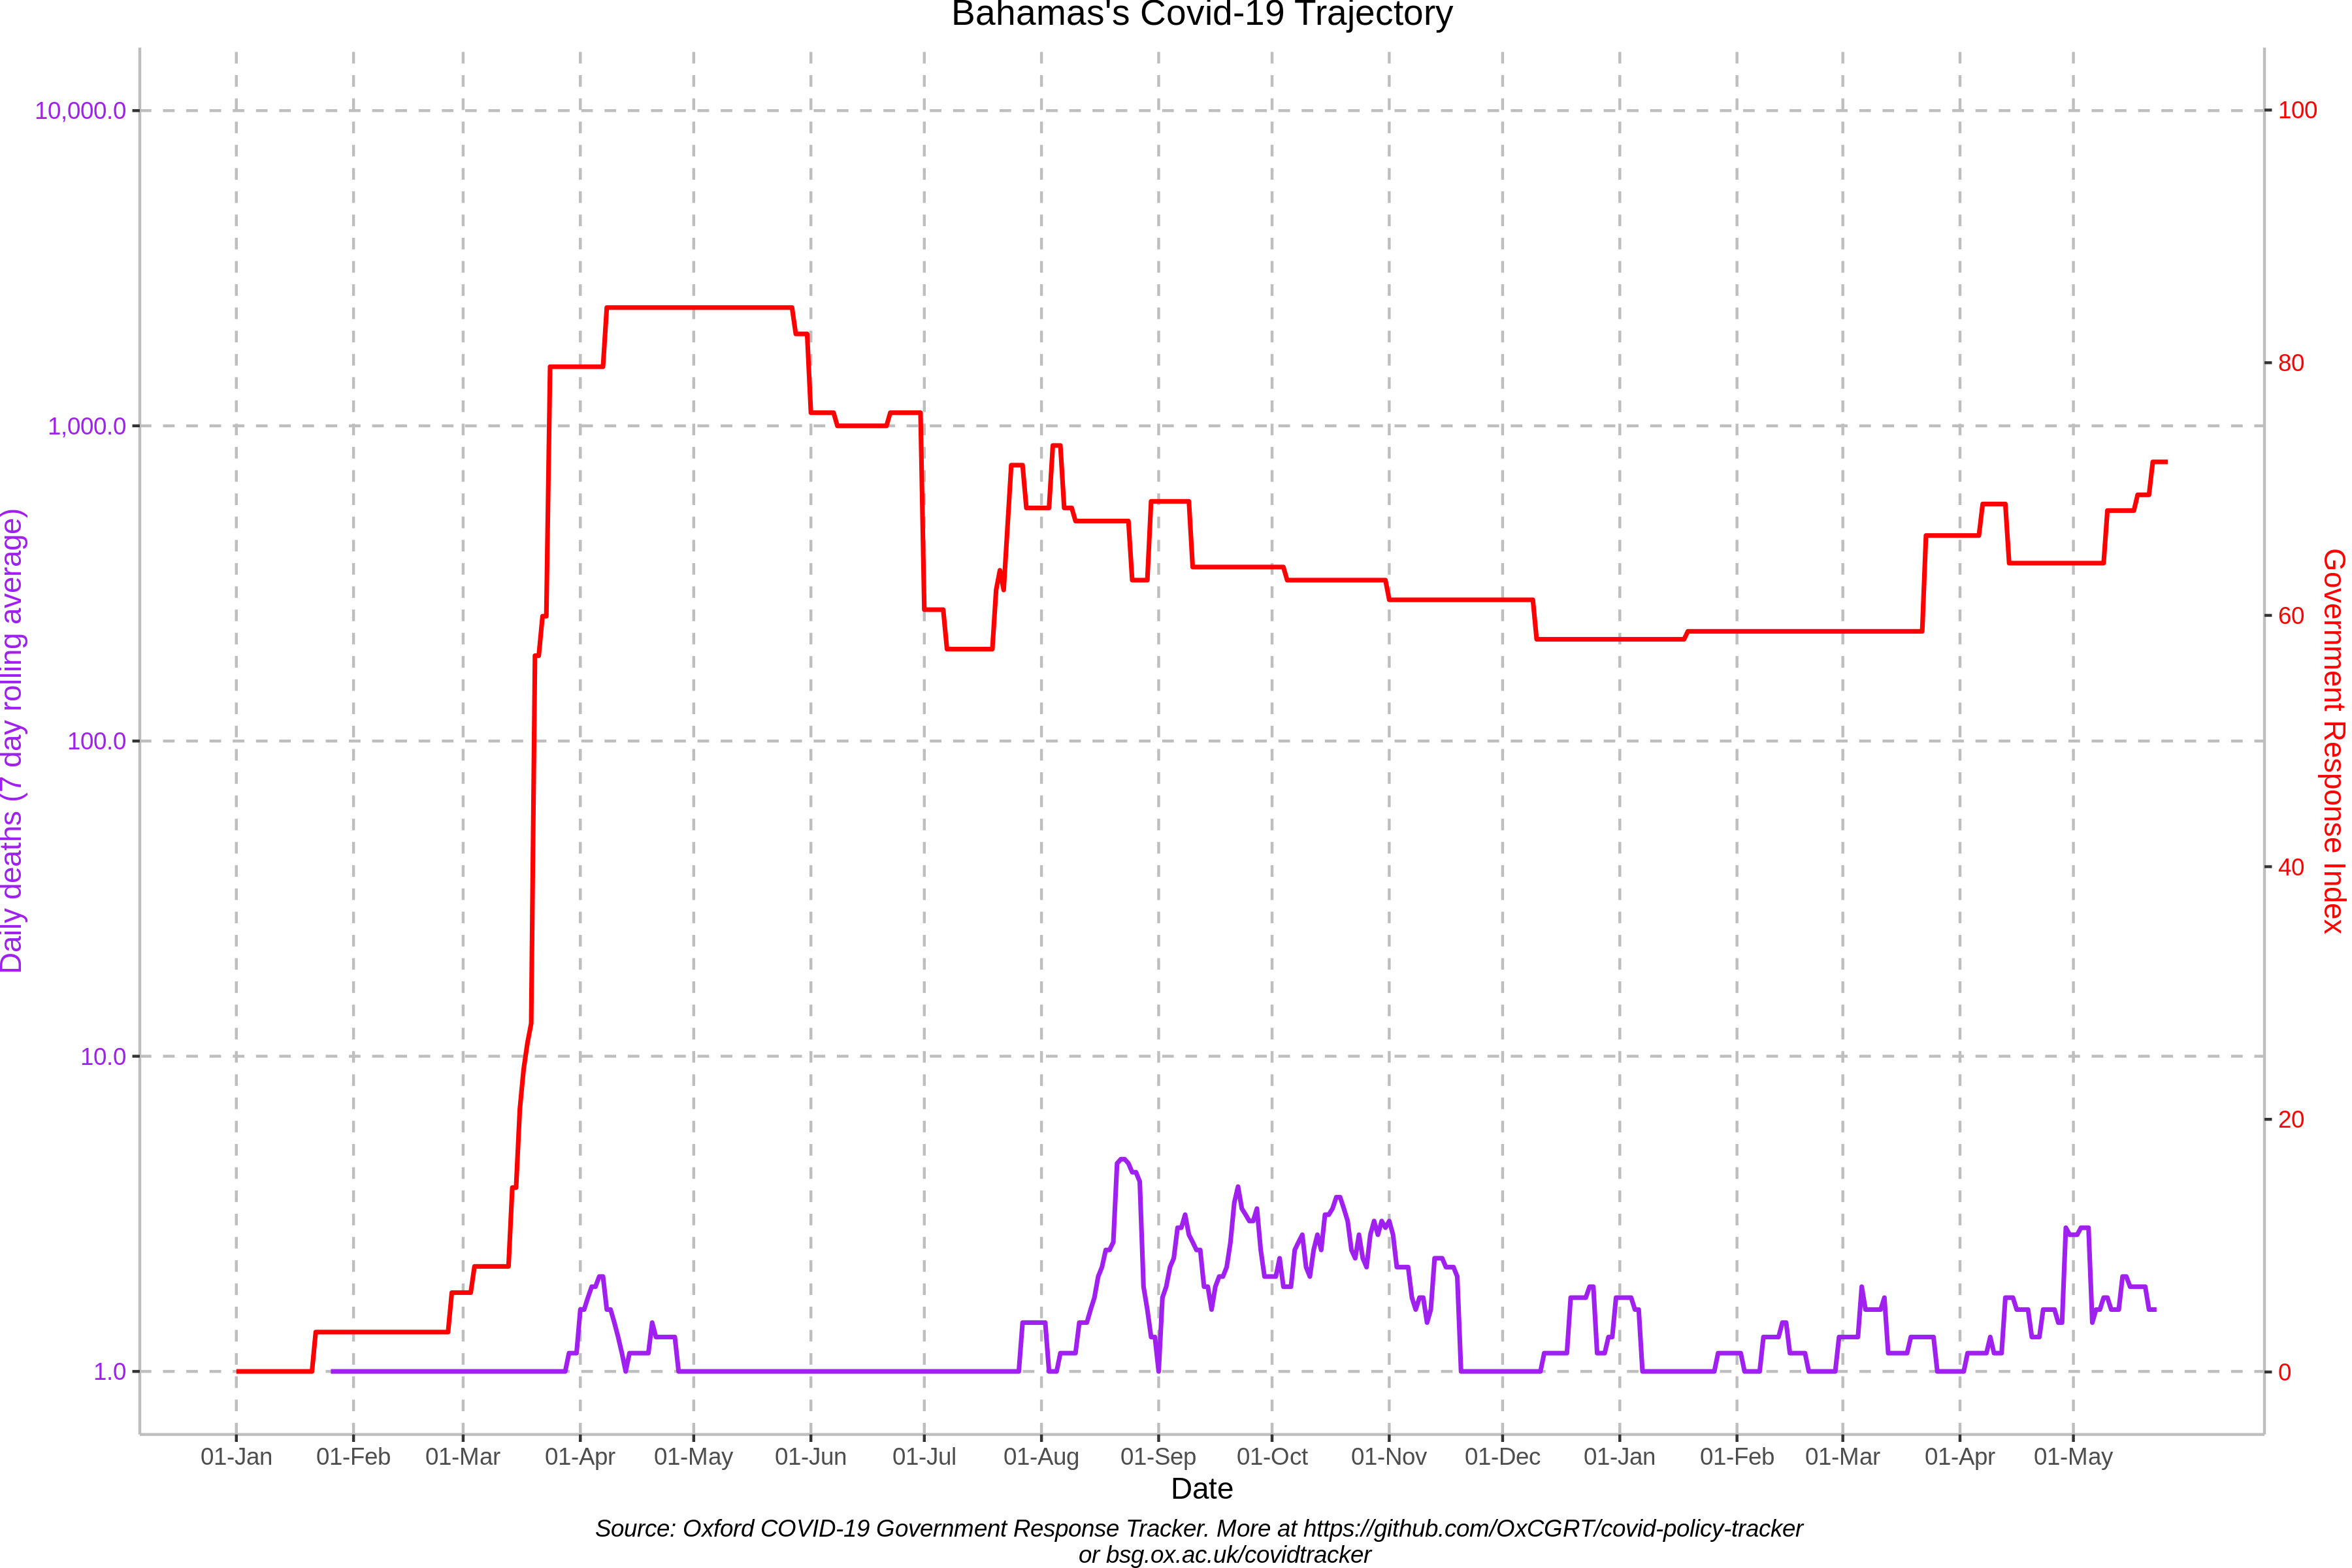 Bahamas's Covid-19 Trajectory
10,000.0
1,000.0
100.0
10.0
1.0
Daily deaths (7 day rolling average)
100
80
60
40
20
0
Government Response Index
01-Jan 01-Feb 01-Mar 01-Apr 01-May 01-Jun 01-Jul 01-Aug 01-Sep 01-Oct 01-Nov 01-Dec 01-Jan 01-Feb 01-Mar 01-Apr 01-May
Date
Source: Oxford COVID-19 Government Response Tracker. More at https://github.com/OxCGRT/covid-policy-tracker
or bsg.ox.ac.uk/covidtracker